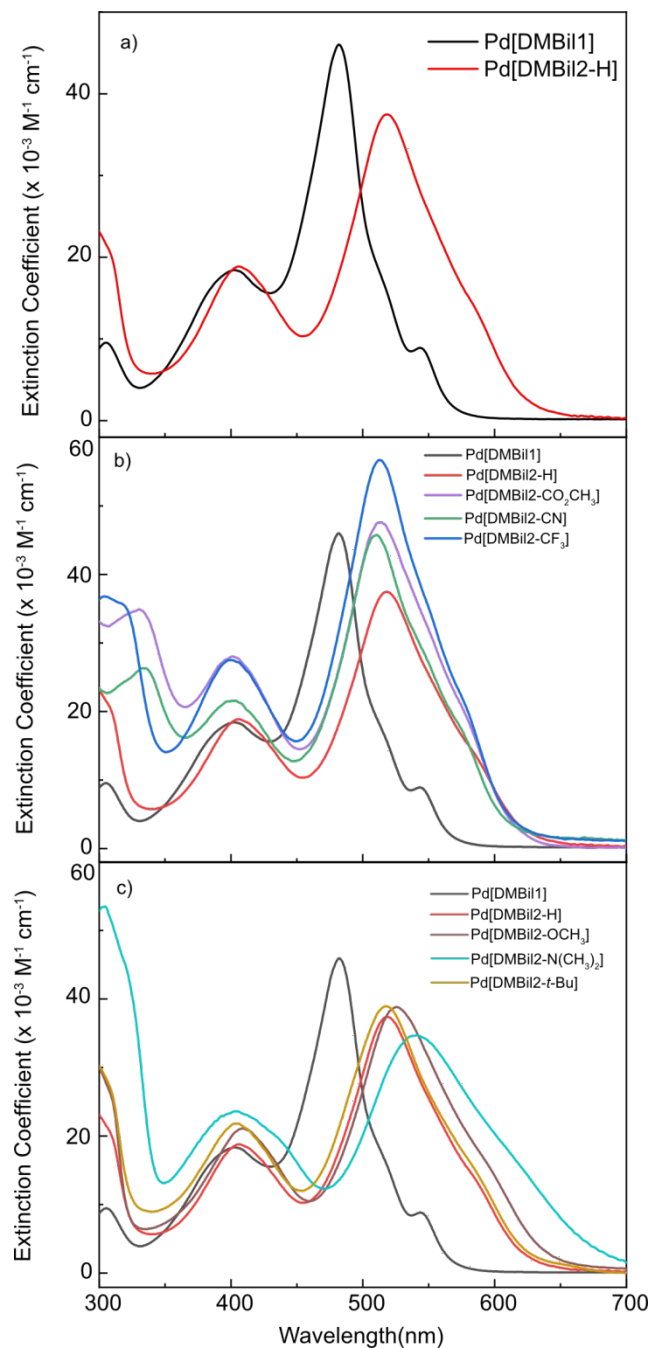 a)
Pd[DMBil1]
Pd[DMBil2-H]
Extinction Coefficient (x 10⁻³ M⁻¹ cm⁻¹)
40
20
0
b)
60
Pd[DMBil1]
Pd[DMBil2-H]
Pd[DMBil2-CO₂CH₃]
Pd[DMBil2-CN]
Pd[DMBil2-CF₃]
Extinction Coefficient (x 10⁻³ M⁻¹ cm⁻¹)
40
20
0
c)
60
Pd[DMBil1]
Pd[DMBil2-H]
Pd[DMBil2-OCH₃]
Pd[DMBil2-N(CH₃)₂]
Pd[DMBil2-t-Bu]
Extinction Coefficient (x 10⁻³ M⁻¹ cm⁻¹)
40
20
0
300 400 500 600 700
Wavelength(nm)